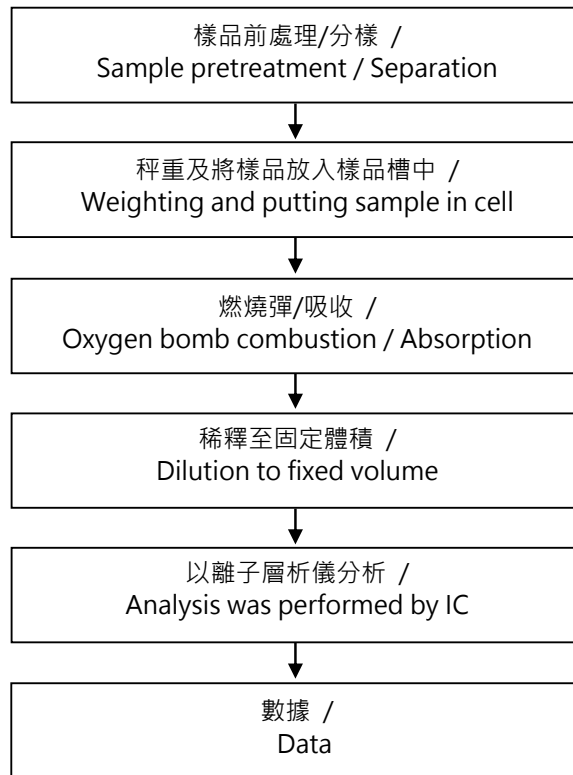 樣品前處理/分樣 /
Sample pretreatment / Separation
秤重及將樣品放入樣品槽中 /
Weighting and putting sample in cell
燃燒彈/吸收 /
Oxygen bomb combustion / Absorption
稀釋至固定體積 /
Dilution to fixed volume
以離子層析儀分析 /
Analysis was performed by IC
數據 /
Data